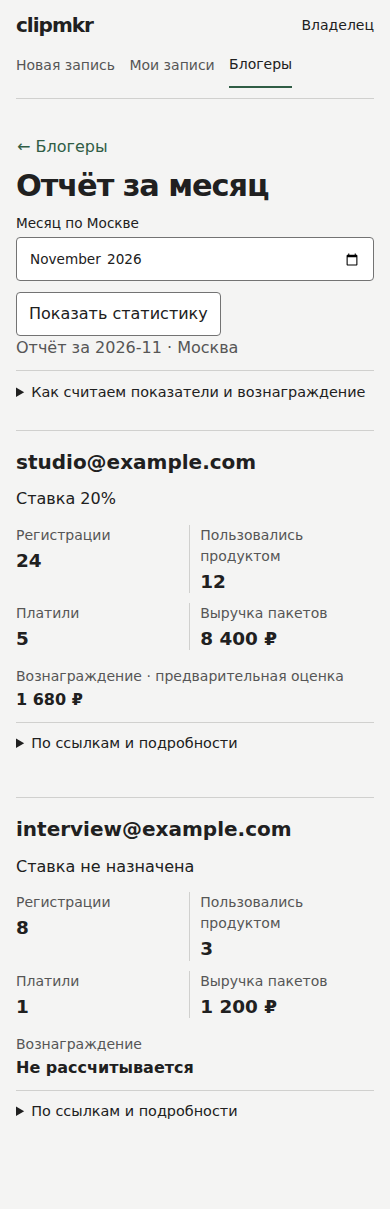 clipmkr
Владелец
Новая запись
Мои записи
Блогеры
← Блогеры
Отчёт за месяц
Месяц по Москве
November 2026
Показать статистику
Отчёт за 2026-11 · Москва
Как считаем показатели и вознаграждение
studio@example.com
Ставка 20%
Регистрации
24
Пользовались
продуктом
12
Платили
5
Выручка пакетов
8 400 ₽
Вознаграждение · предварительная оценка
1 680 ₽
По ссылкам и подробности
interview@example.com
Ставка не назначена
Регистрации
8
Пользовались
продуктом
3
Платили
1
Выручка пакетов
1 200 ₽
Вознаграждение
Не рассчитывается
По ссылкам и подробности